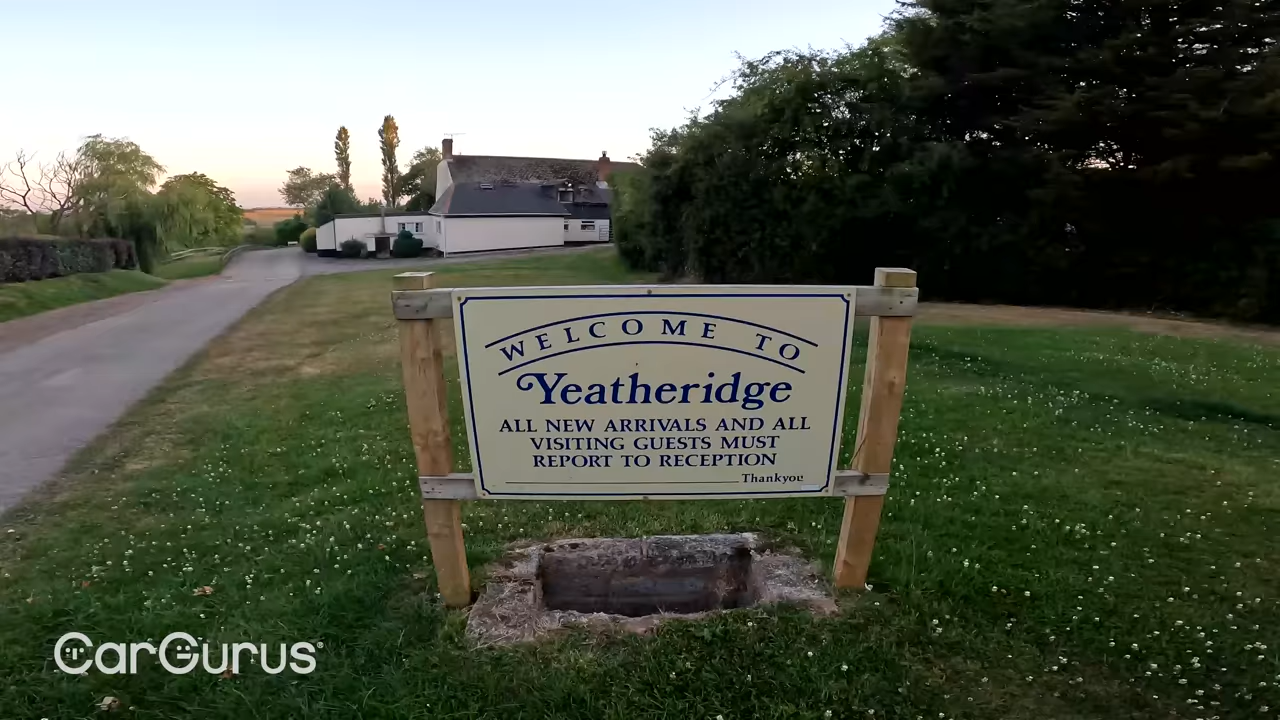 WELCOME TO
Yeatheridge
ALL NEW ARRIVALS AND ALL
VISITING GUESTS MUST
REPORT TO RECEPTION
Thankyou
CarGurus®